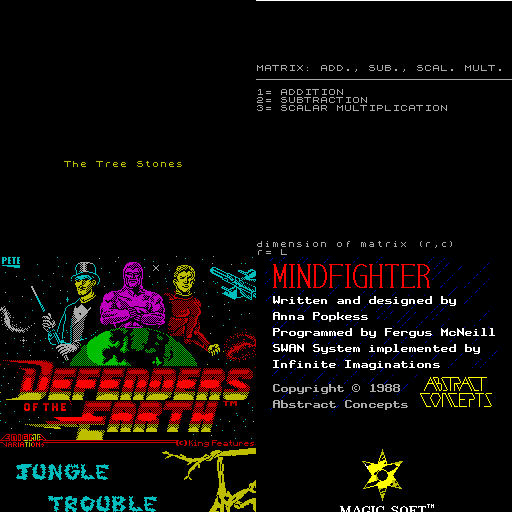 The Tree Stones
MATRIX: ADD., SUB., SCAL. MULT.
1= ADDITION
2= SUBTRACTION
3= SCALAR MULTIPLICATION
dimension of matrix (r,c)
r= L
PETE
DEFENDERS
OF THE
EARTH™
(c)King Features
MINDFIGHTER
Written and designed by
Anna Popkess
Programmed by Fergus McNeill
SWAN System implemented by
Infinite Imaginations
Copyright © 1988
Abstract Concepts
ABSTRACT
CONCEPTS
JUNGLE
TROUBLE
MAGIC SOFT™